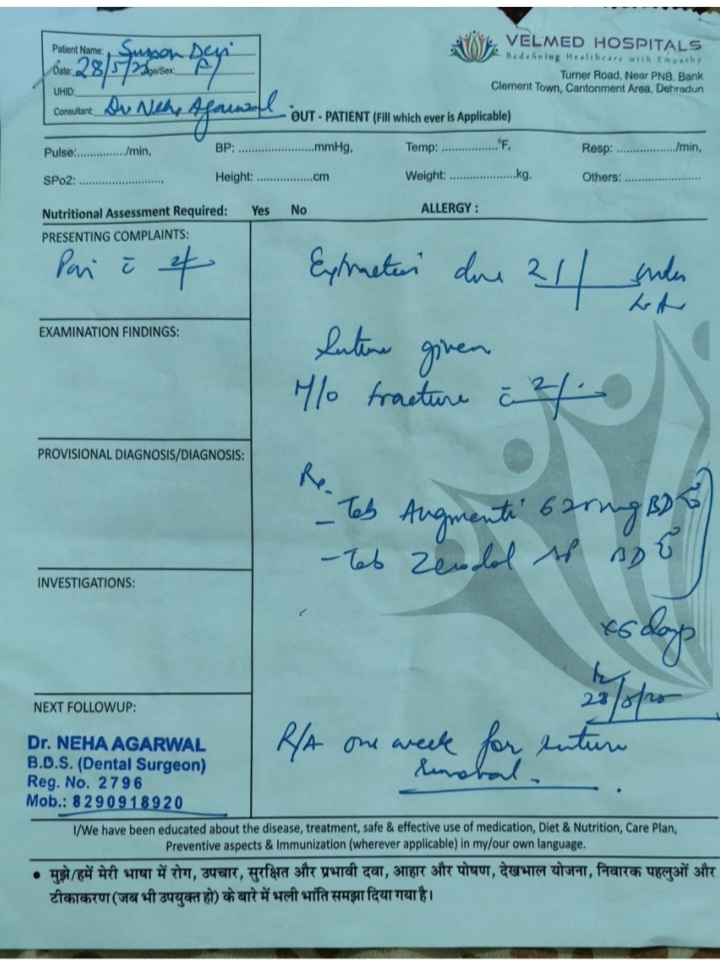 VELMED HOSPITALS
Redefining Healthcare with Empathy
Turner Road, Near PNB. Bank
Clement Town, Cantonment Area, Dehradun
Patient Name: Suman Devi
Date: 28/5/25 Age/Sex: F/
UHID:
Consultant: Dr Neha Agarwal
OUT - PATIENT (Fill which ever is Applicable)
Pulse:............../min, BP: .......................mmHg, Temp: .................°F, Resp: ................/min,
SPo2: ........................, Height: .................cm Weight: .................kg. Others: ......................
Nutritional Assessment Required: Yes No ALLERGY :
PRESENTING COMPLAINTS:
Pain c̄
Extraction done 2 under
LA
EXAMINATION FINDINGS:
Suture given
H/o fracture c̄ 2
PROVISIONAL DIAGNOSIS/DIAGNOSIS:
Rx.
- Tab Augmentin 625mg BD
- Tab Zerodol SP BD
INVESTIGATIONS:
x5 days
28/5/25
NEXT FOLLOWUP:
R/A one week for suture
removal.
Dr. NEHA AGARWAL
B.D.S. (Dental Surgeon)
Reg. No. 2796
Mob.: 8290918920
I/We have been educated about the disease, treatment, safe & effective use of medication, Diet & Nutrition, Care Plan,
Preventive aspects & Immunization (wherever applicable) in my/our own language.
• मुझे/हमें मेरी भाषा में रोग, उपचार, सुरक्षित और प्रभावी दवा, आहार और पोषण, देखभाल योजना, निवारक पहलुओं और
टीकाकरण (जब भी उपयुक्त हो) के बारे में भली भांति समझा दिया गया है।